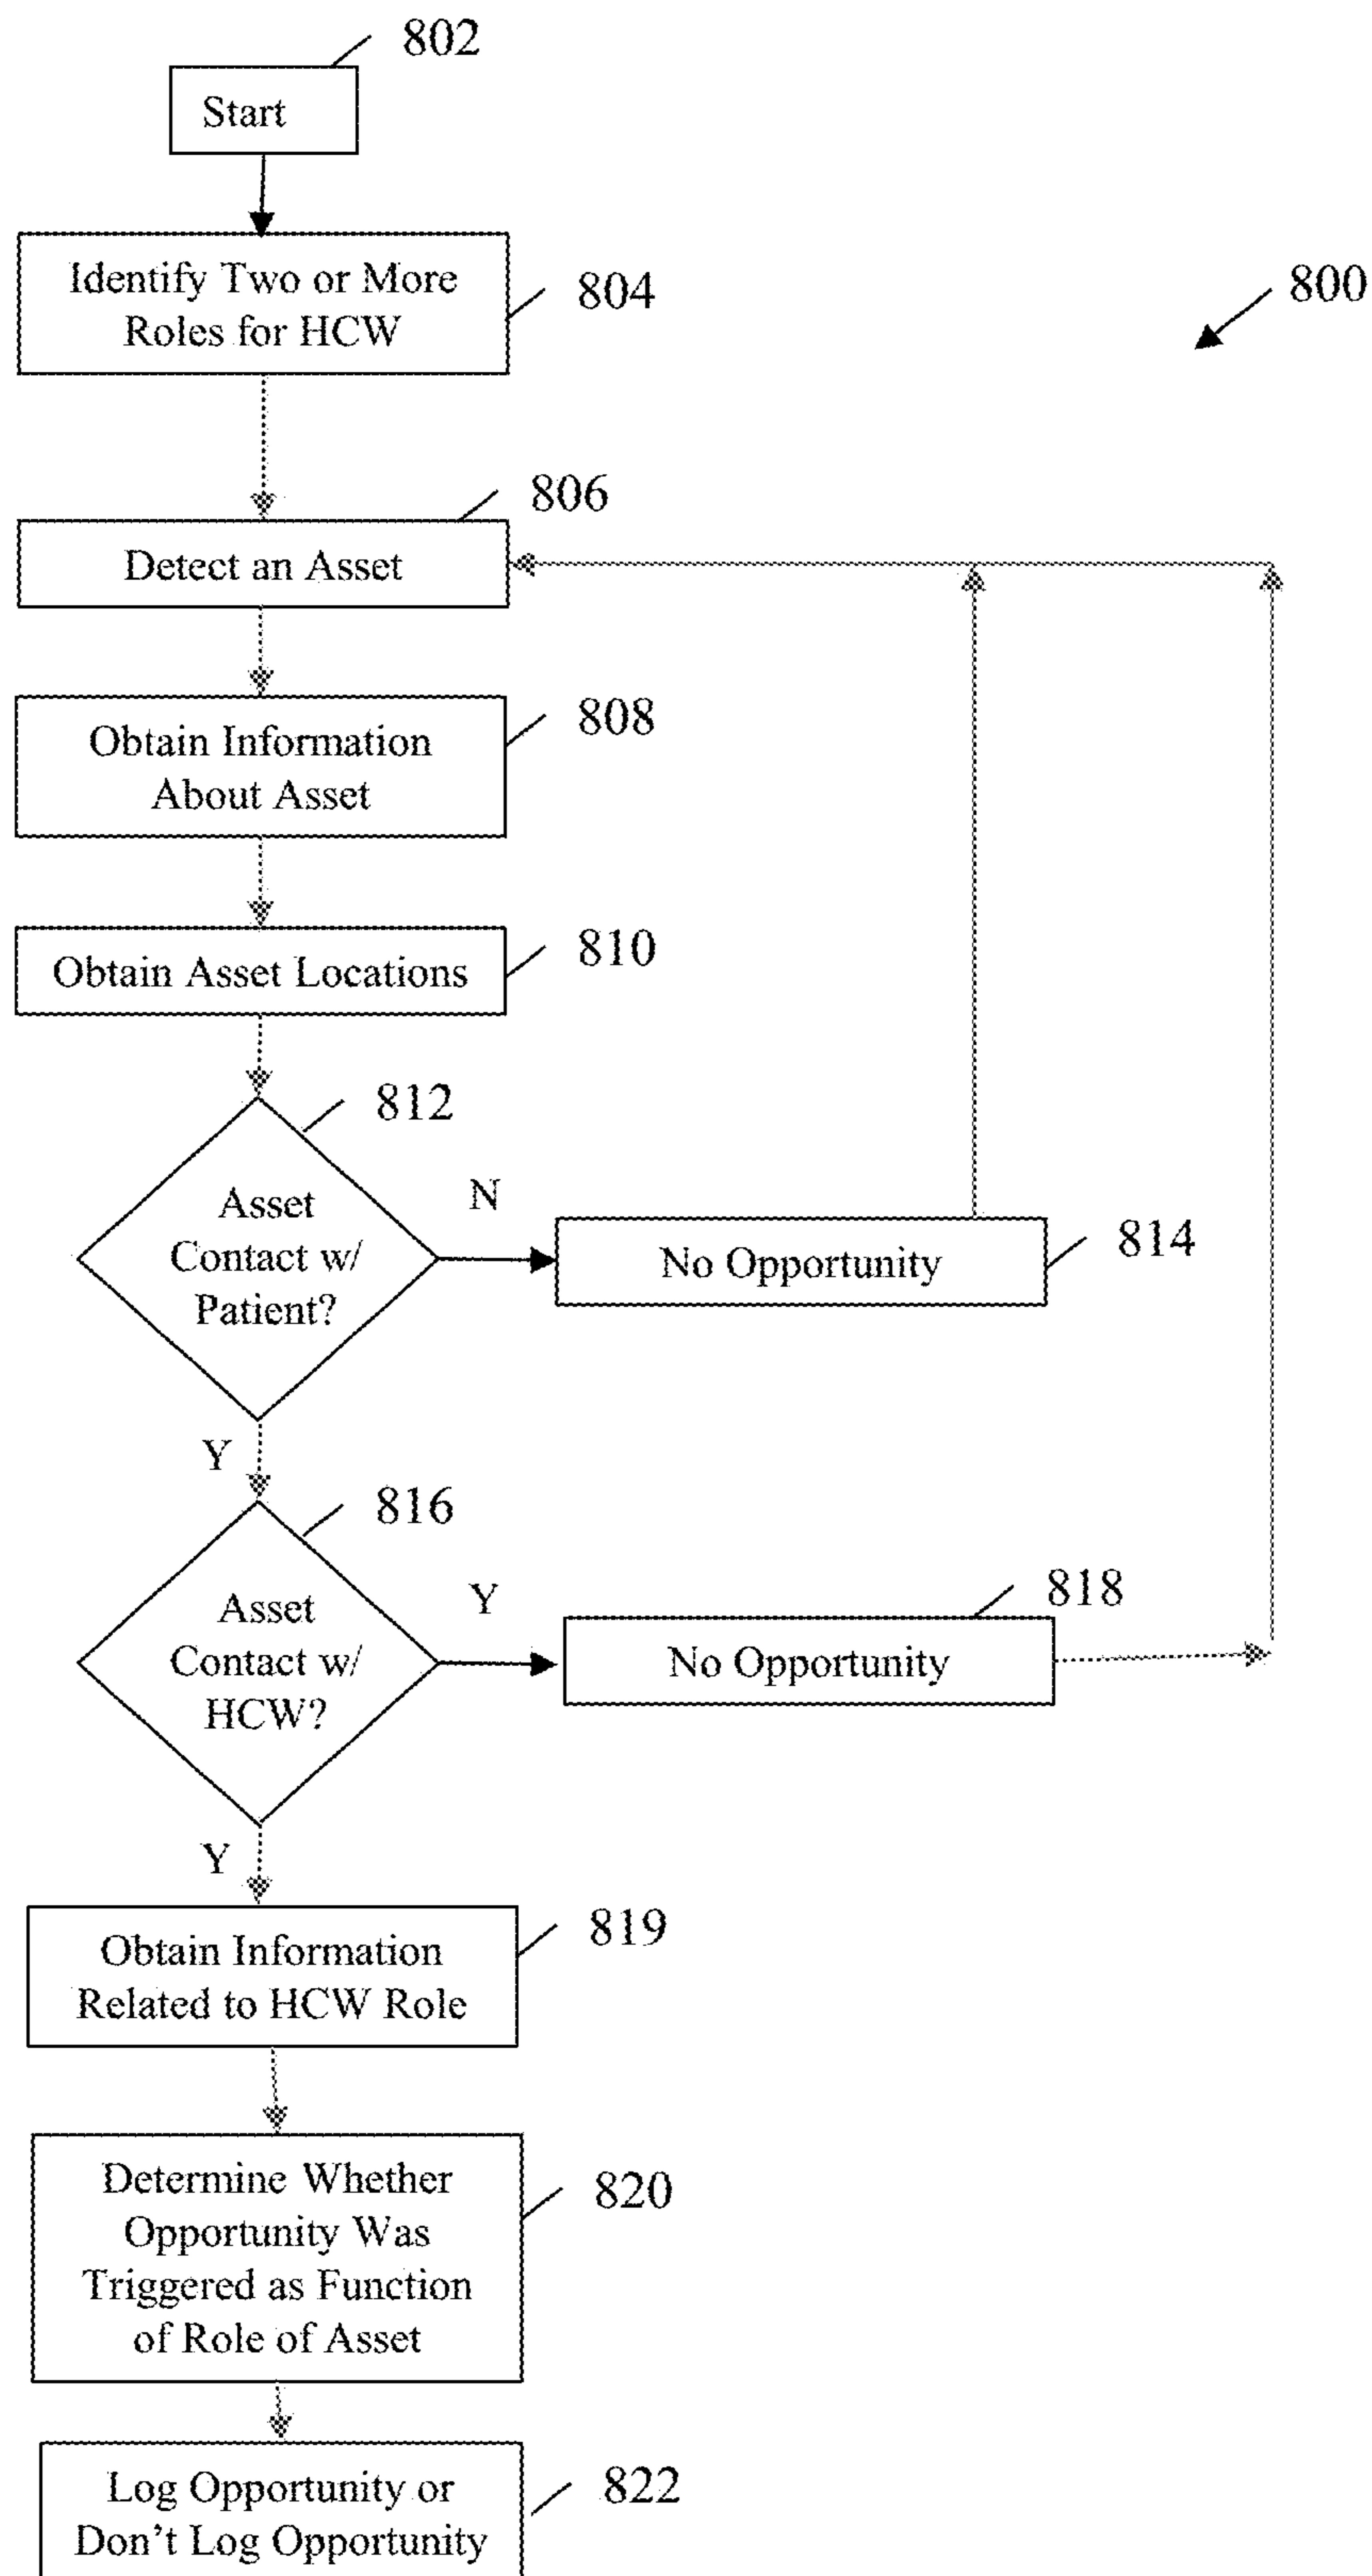 802
Start
Identify Two or More
Roles for HCW
804
800
806
Detect an Asset
Obtain Information
About Asset
808
Obtain Asset Locations
810
812
Asset
Contact w/
Patient?
N
No Opportunity
814
Y
816
Asset
Contact w/
HCW?
Y
No Opportunity
818
Y
Obtain Information
Related to HCW Role
819
Determine Whether
Opportunity Was
Triggered as Function
of Role of Asset
820
Log Opportunity or
Don't Log Opportunity
822